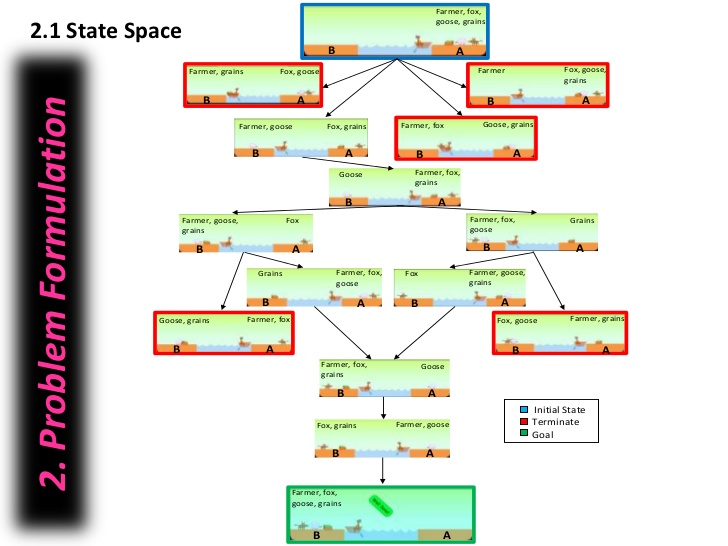 2.1 State Space
2. Problem Formulation
Farmer, fox,
goose, grains
B
A
Farmer, grains
Fox, goose
B
A
Farmer
Fox, goose,
grains
B
A
Farmer, goose
Fox, grains
B
A
Farmer, fox
Goose, grains
B
A
Goose
Farmer, fox,
grains
B
A
Farmer, goose,
grains
Fox
B
A
Farmer, fox,
goose
Grains
B
A
Grains
Farmer, fox,
goose
B
A
Fox
Farmer, goose,
grains
B
A
Goose, grains
Farmer, fox
B
A
Fox, goose
Farmer, grains
B
A
Farmer, fox,
grains
Goose
B
A
Initial State
Terminate
Goal
Fox, grains
Farmer, goose
B
A
Farmer, fox,
goose, grains
B
A